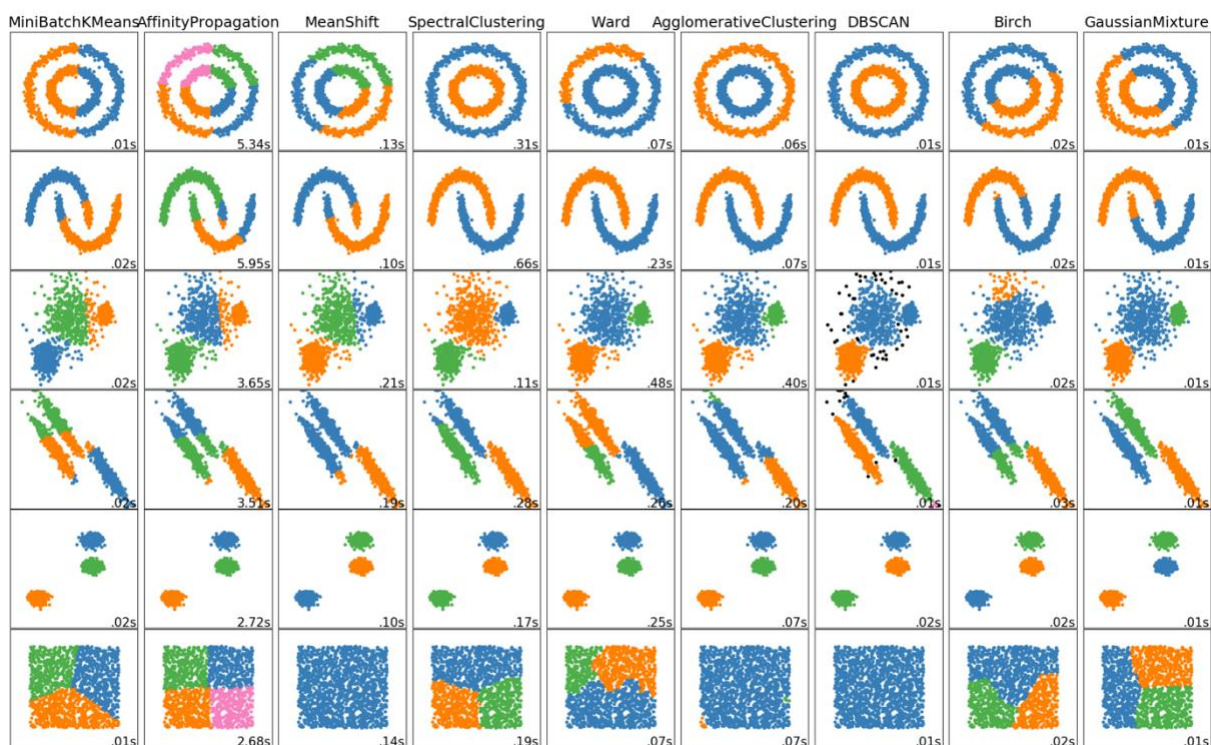 MiniBatchKMeans AffinityPropagation MeanShift SpectralClustering Ward AgglomerativeClustering DBSCAN Birch GaussianMixture
.01s 5.34s .13s .31s .07s .06s .01s .02s .01s
.02s 5.95s .10s .66s .23s .07s .01s .02s .01s
.02s 3.65s .21s .11s .48s .40s .01s .02s .01s
.02s 3.51s .19s .28s .26s .20s .01s .03s .01s
.02s 2.72s .10s .17s .25s .07s .02s .02s .01s
.01s 2.68s .14s .19s .07s .07s .01s .02s .01s